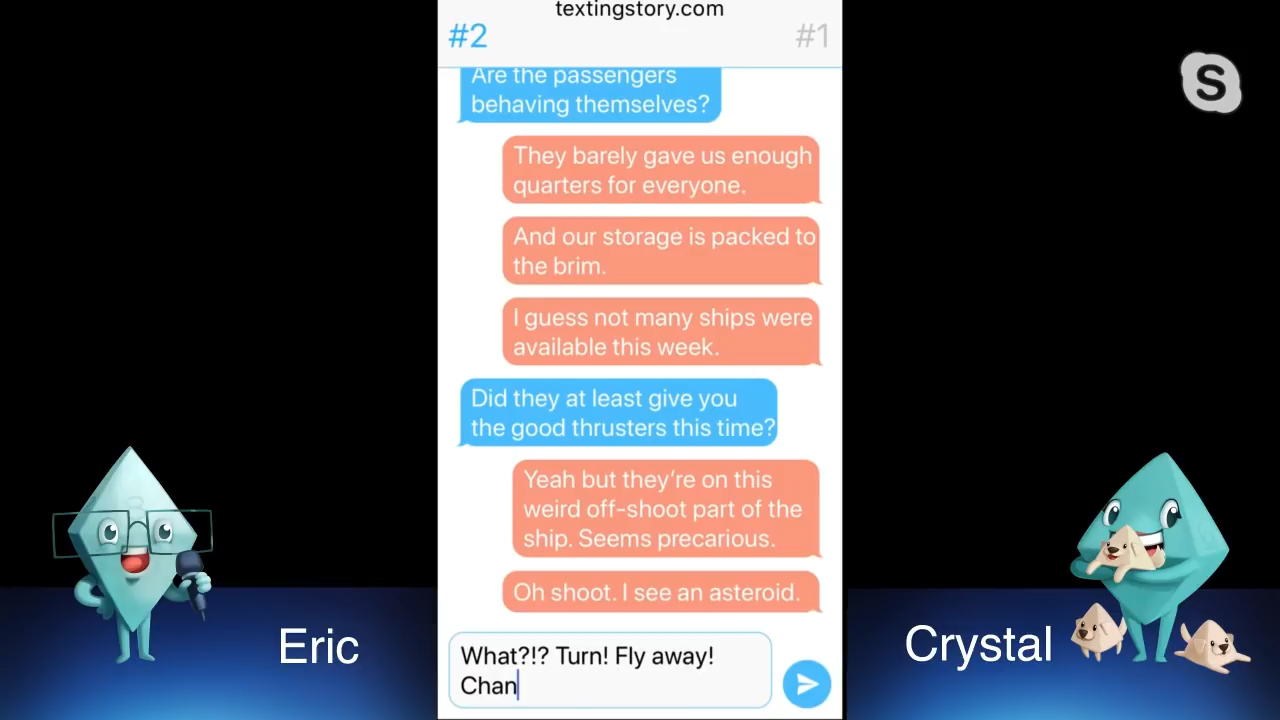 textingstory.com
#2
#1
Are the passengers
behaving themselves?
They barely gave us enough
quarters for everyone.
And our storage is packed to
the brim.
I guess not many ships were
available this week.
Did they at least give you
the good thrusters this time?
Yeah but they’re on this
weird off-shoot part of the
ship. Seems precarious.
Oh shoot. I see an asteroid.
What?!? Turn! Fly away!
Chan
Eric
Crystal
S